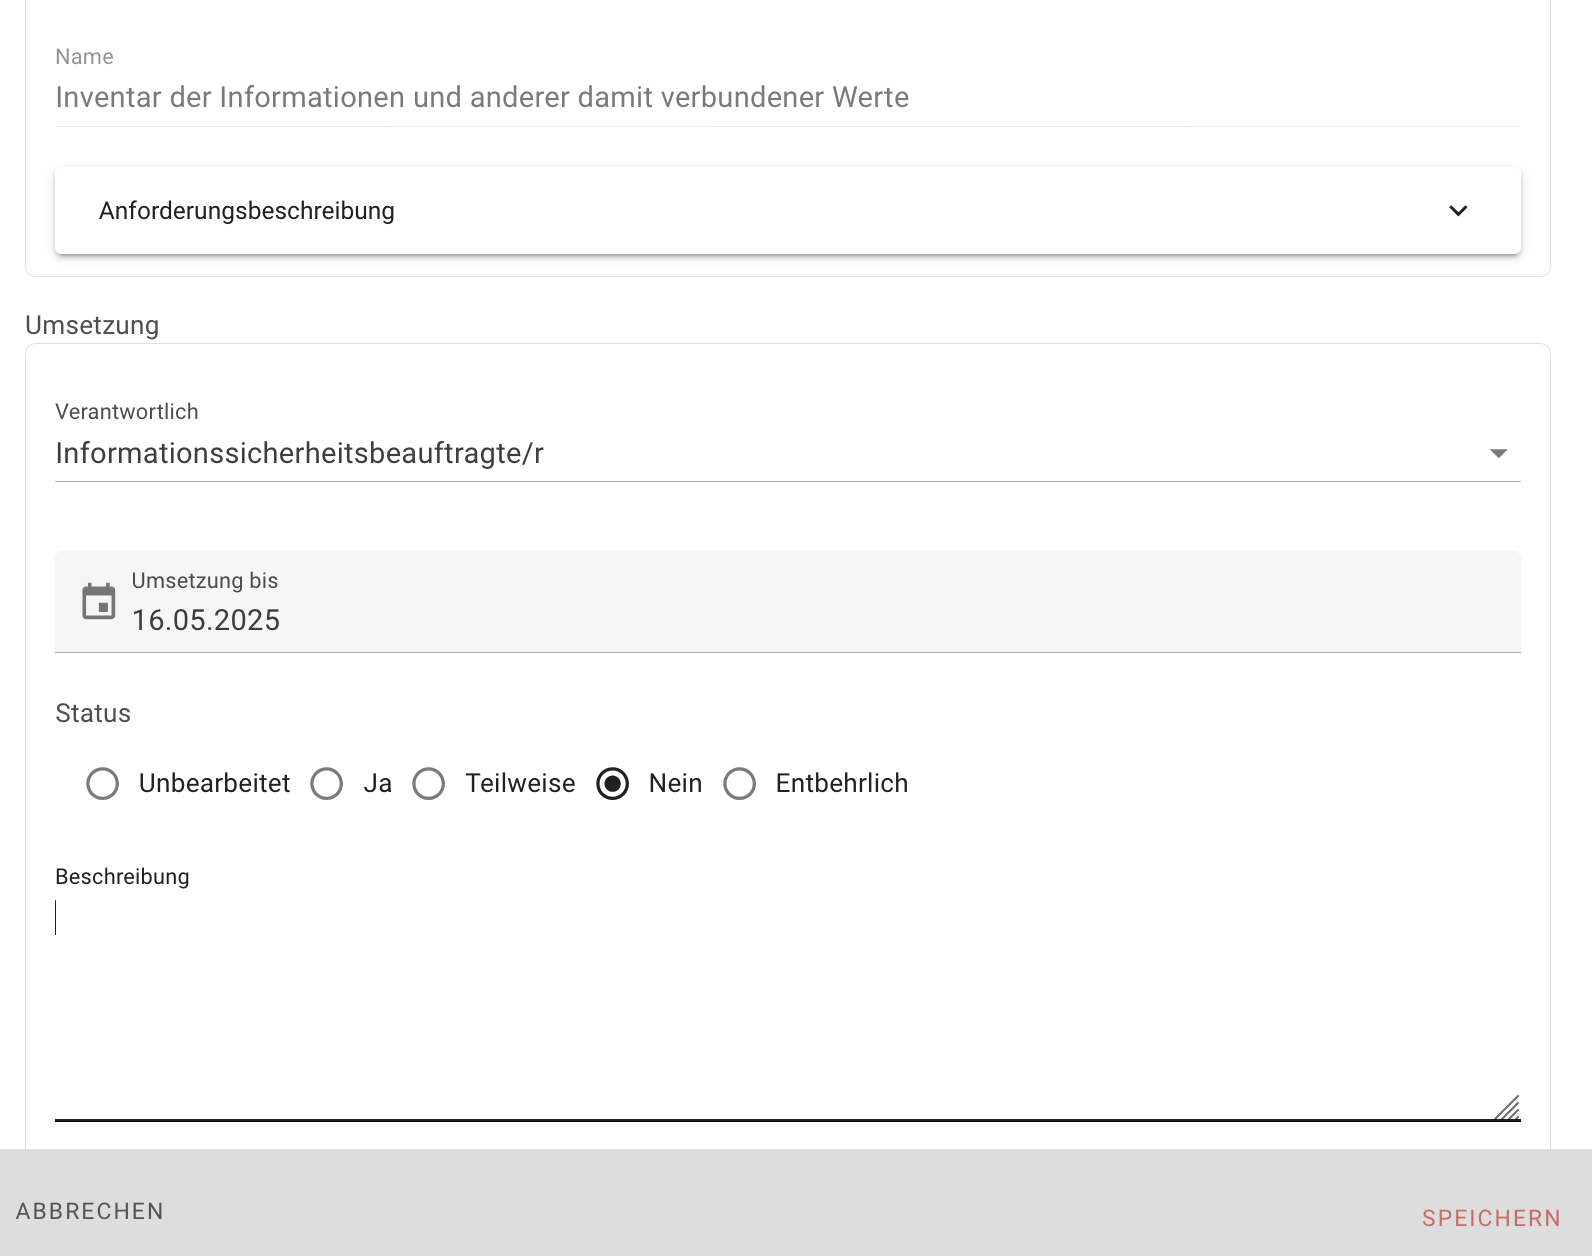 Name
Inventar der Informationen und anderer damit verbundener Werte
Anforderungsbeschreibung
Umsetzung
Verantwortlich
Informationssicherheitsbeauftragte/r
Umsetzung bis
16.05.2025
Status
Unbearbeitet Ja Teilweise Nein Entbehrlich
Beschreibung
ABBRECHEN
SPEICHERN